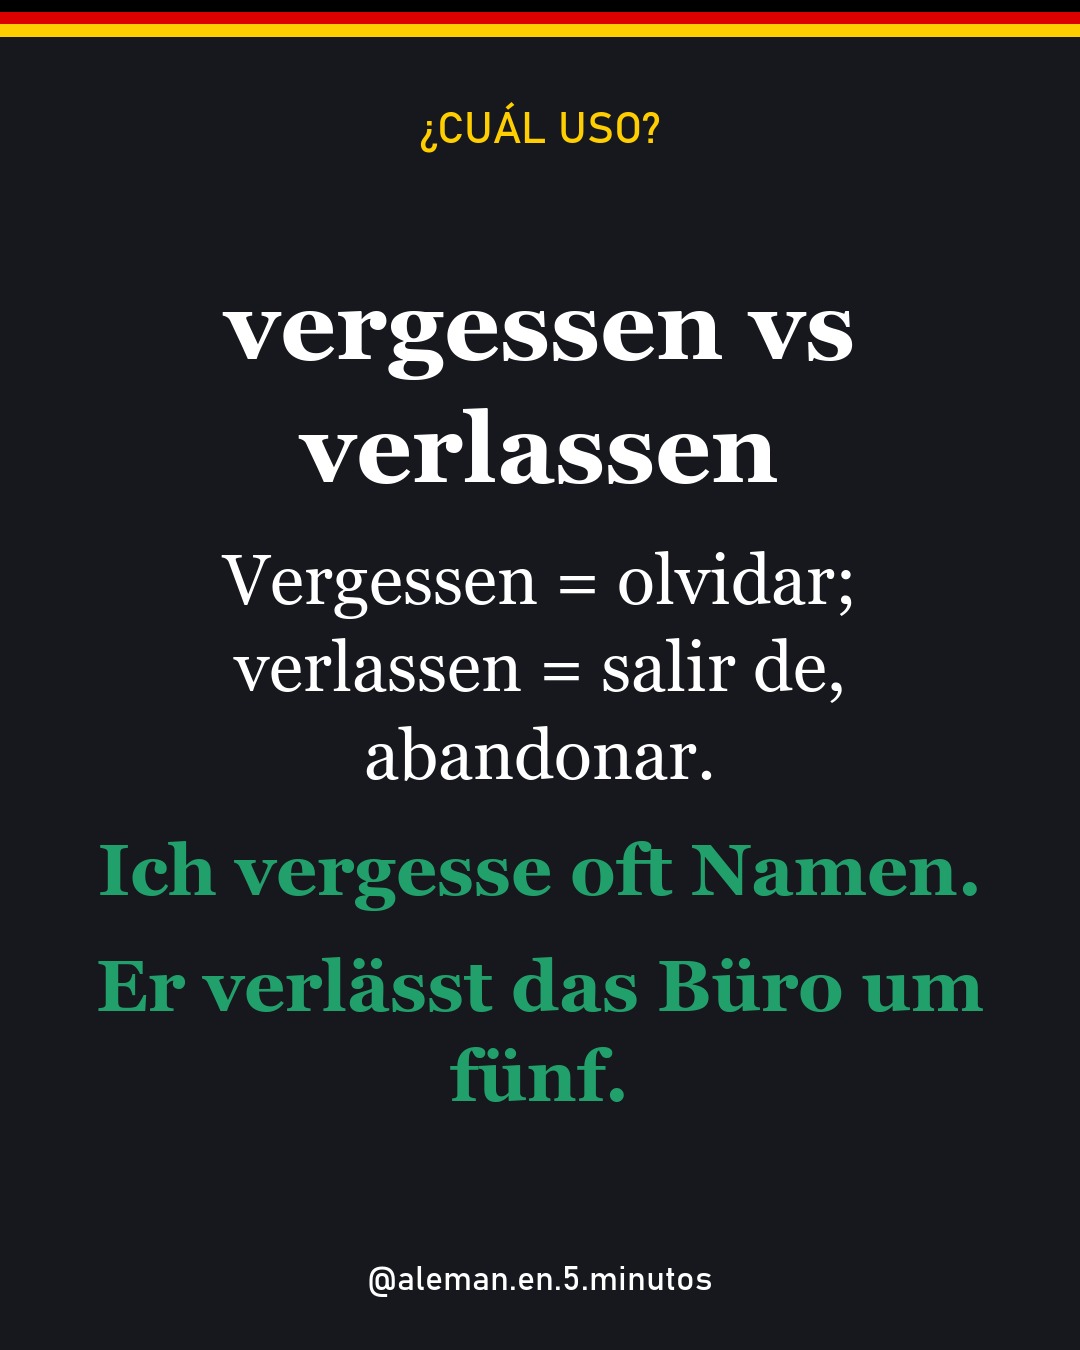 ¿CUÁL USO?
vergessen vs
verlassen
Vergessen = olvidar;
verlassen = salir de,
abandonar.
Ich vergesse oft Namen.
Er verlässt das Büro um
fünf.
@aleman.en.5.minutos